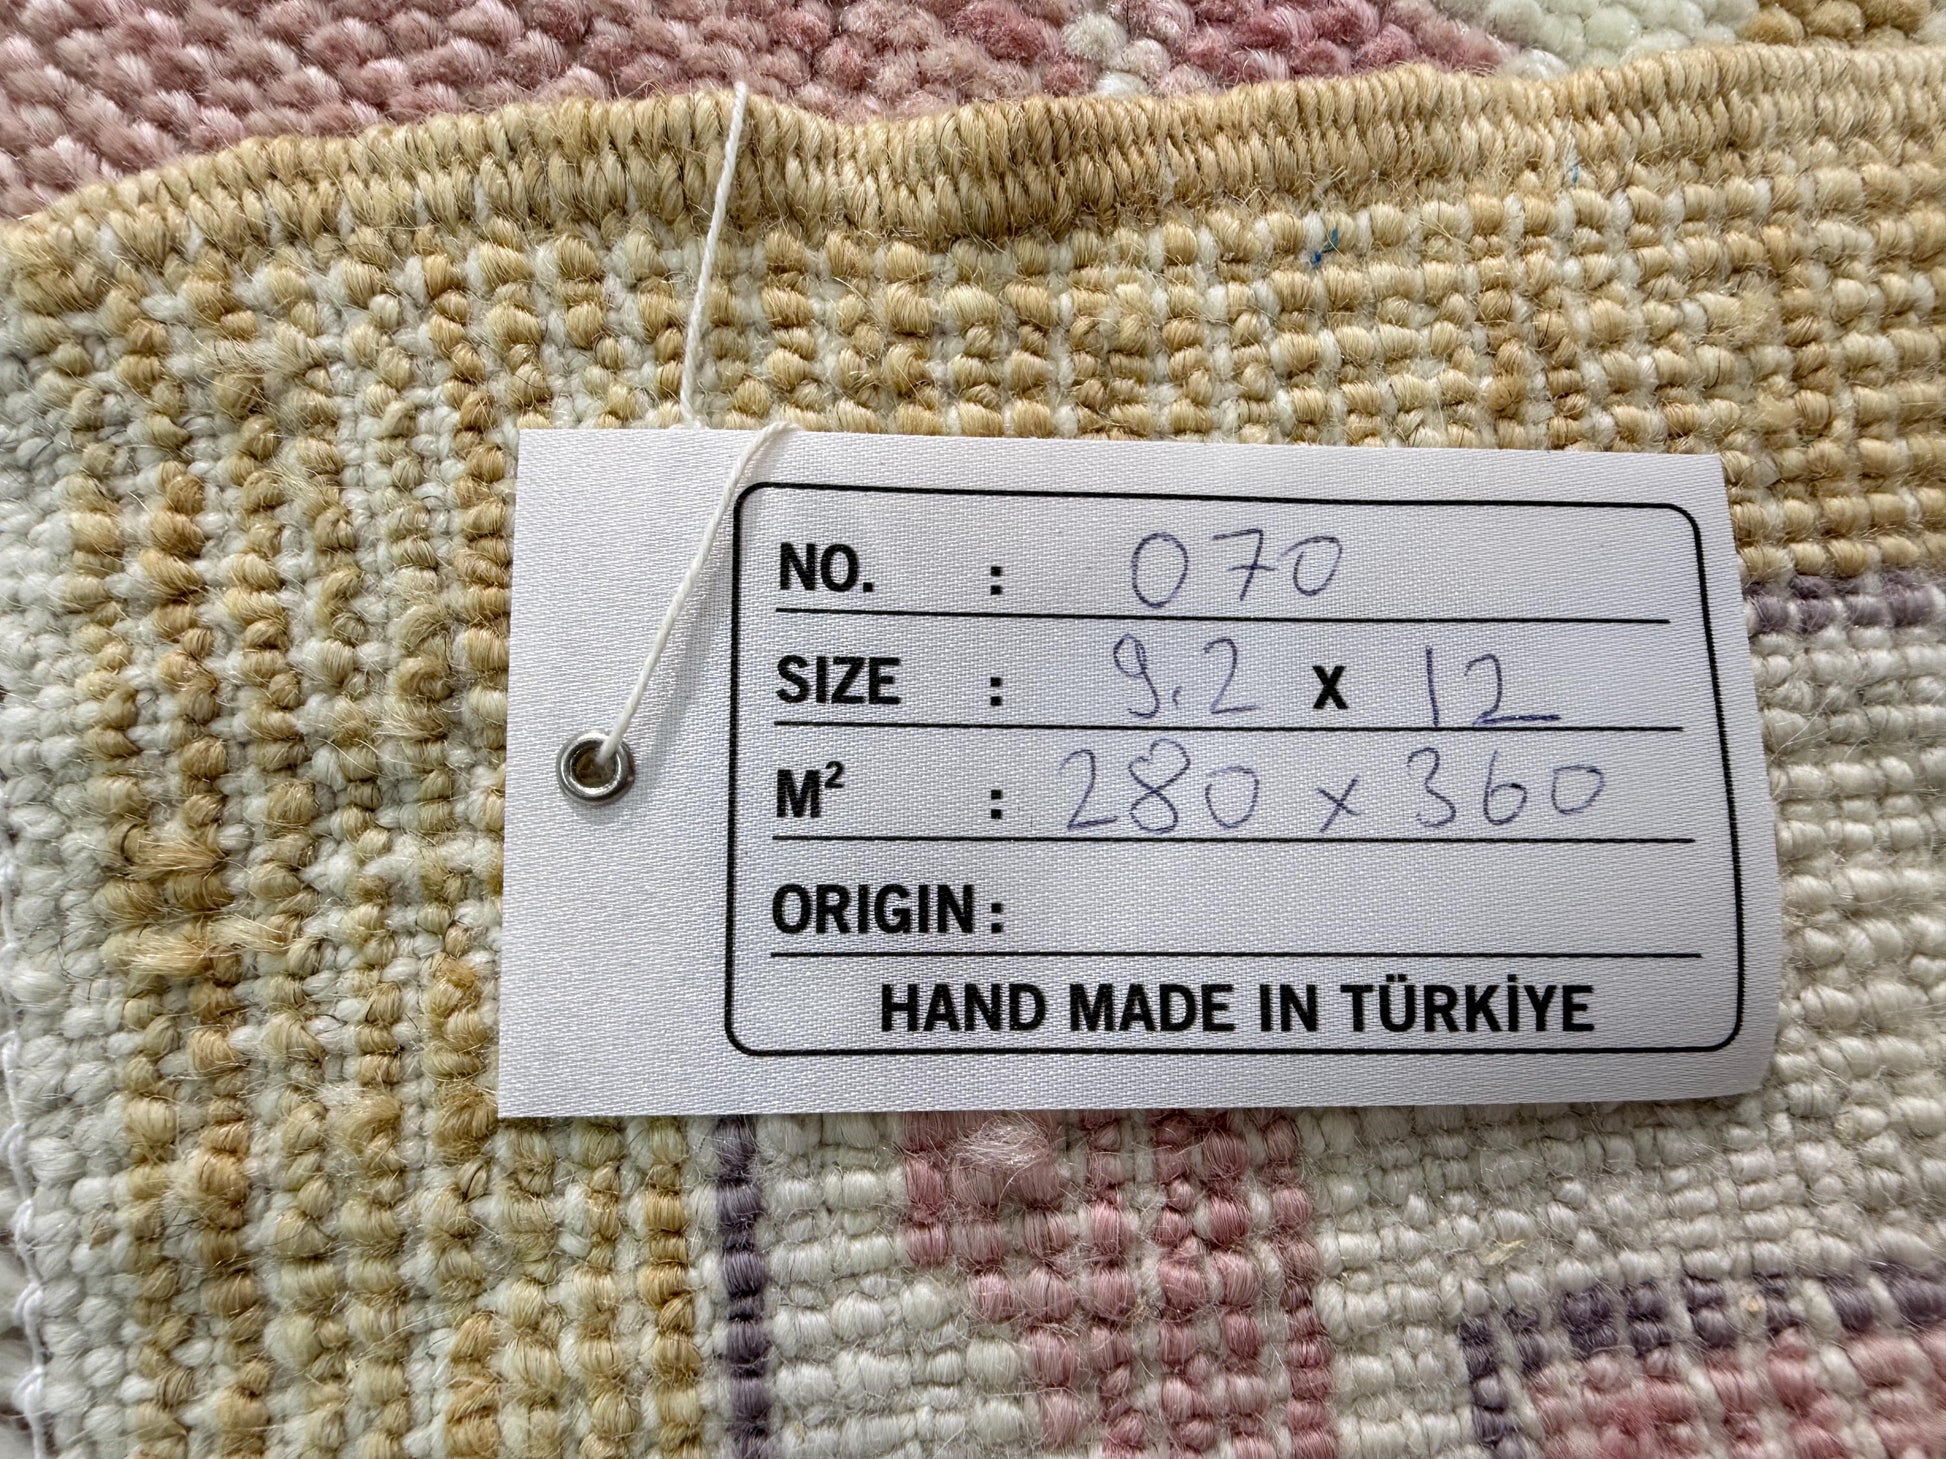 NO. : 070
SIZE : 9.2 X 12
M² : 280 x 360
ORIGIN :
HAND MADE IN TÜRKİYE